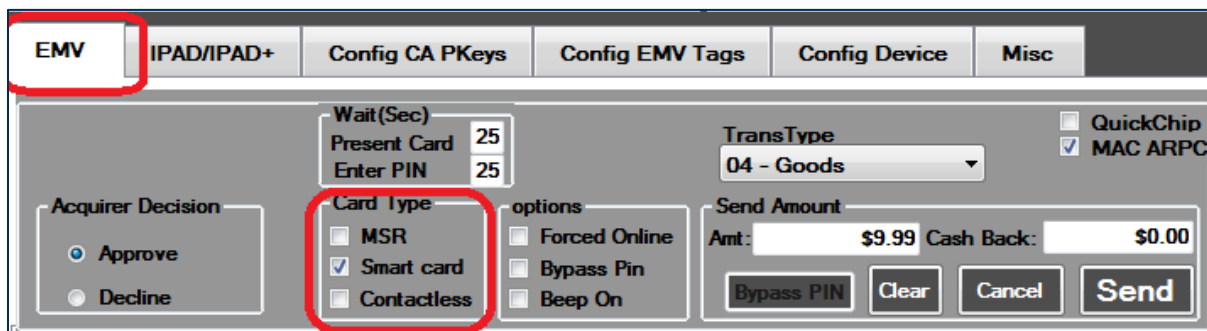 EMV IPAD/IPAD+ Config CA PKeys Config EMV Tags Config Device Misc
Wait(Sec)
Present Card 25
Enter PIN 25
TransType
04 - Goods
QuickChip
MAC ARPC
Acquirer Decision
Approve
Decline
Card Type
MSR
Smart card
Contactless
options
Forced Online
Bypass Pin
Beep On
Send Amount
Amt: $9.99 Cash Back: $0.00
Bypass PIN Clear Cancel Send